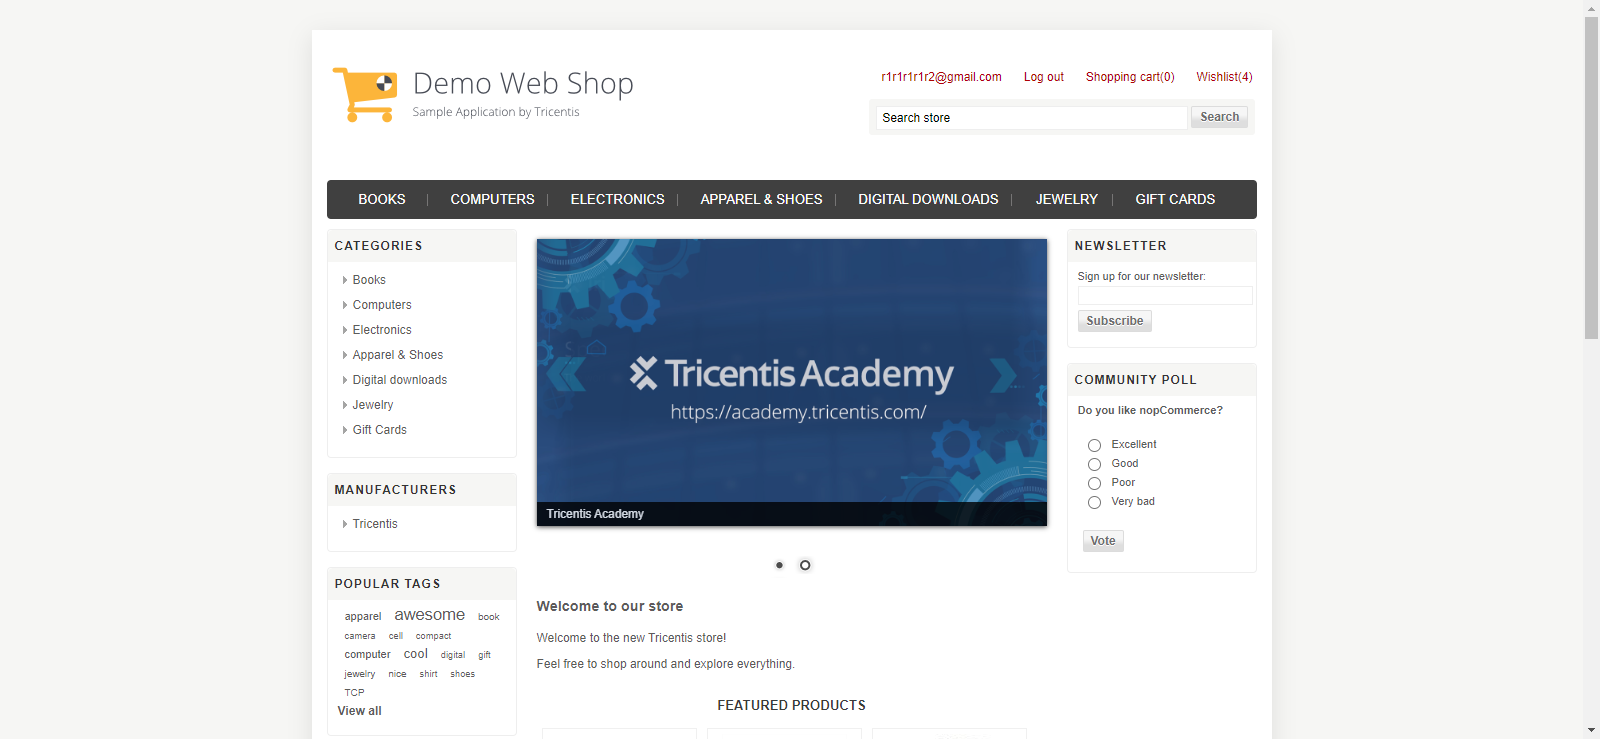 Demo Web Shop
Sample Application by Tricentis
r1r1r1r1r2@gmail.com Log out Shopping cart(0) Wishlist(4)
Search store Search
BOOKS COMPUTERS ELECTRONICS APPAREL & SHOES DIGITAL DOWNLOADS JEWELRY GIFT CARDS
CATEGORIES
Books
Computers
Electronics
Apparel & Shoes
Digital downloads
Jewelry
Gift Cards
MANUFACTURERS
Tricentis
POPULAR TAGS
apparel awesome book
camera cell compact
computer cool digital gift
jewelry nice shirt shoes
TCP
View all
Tricentis Academy
https://academy.tricentis.com/
Tricentis Academy
Welcome to our store
Welcome to the new Tricentis store!
Feel free to shop around and explore everything.
FEATURED PRODUCTS
NEWSLETTER
Sign up for our newsletter:
Subscribe
COMMUNITY POLL
Do you like nopCommerce?
Excellent
Good
Poor
Very bad
Vote